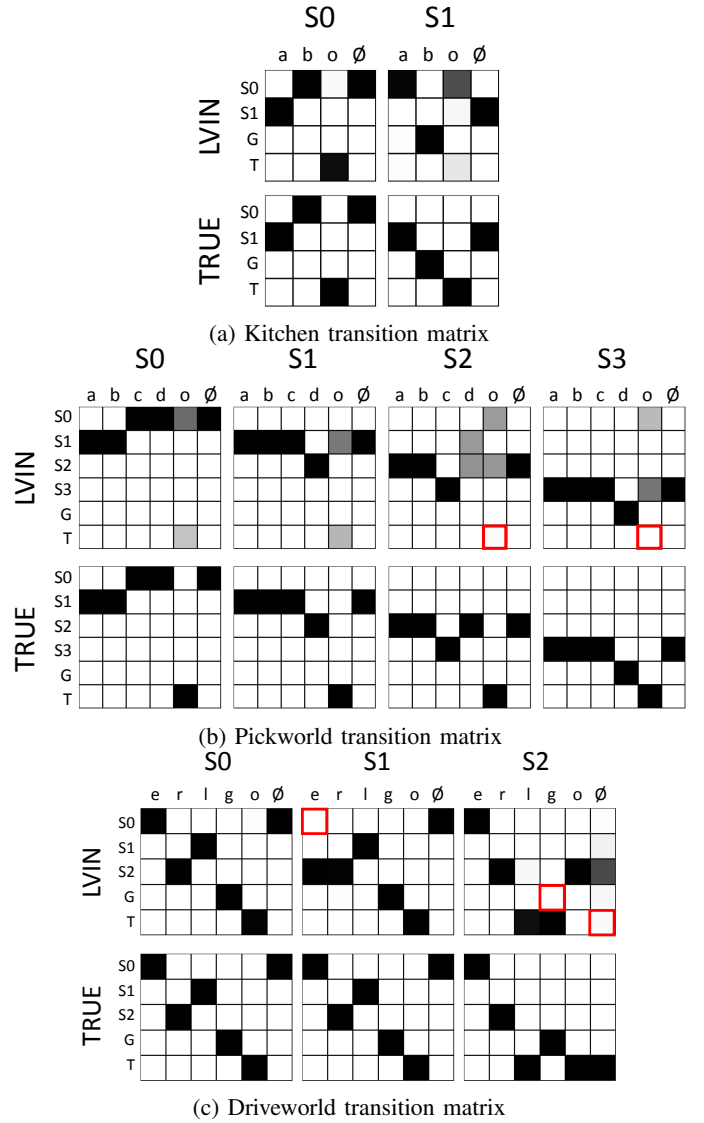 S0 S1
a b o Ø a b o Ø
LVIN
S0
S1
G
T
TRUE
S0
S1
G
T
(a) Kitchen transition matrix
S0 S1 S2 S3
a b c d o Ø a b c d o Ø a b c d o Ø a b c d o Ø
LVIN
S0
S1
S2
S3
G
T
TRUE
S0
S1
S2
S3
G
T
(b) Pickworld transition matrix
S0 S1 S2
e r l g o Ø e r l g o Ø e r l g o Ø
LVIN
S0
S1
S2
G
T
TRUE
S0
S1
S2
G
T
(c) Driveworld transition matrix